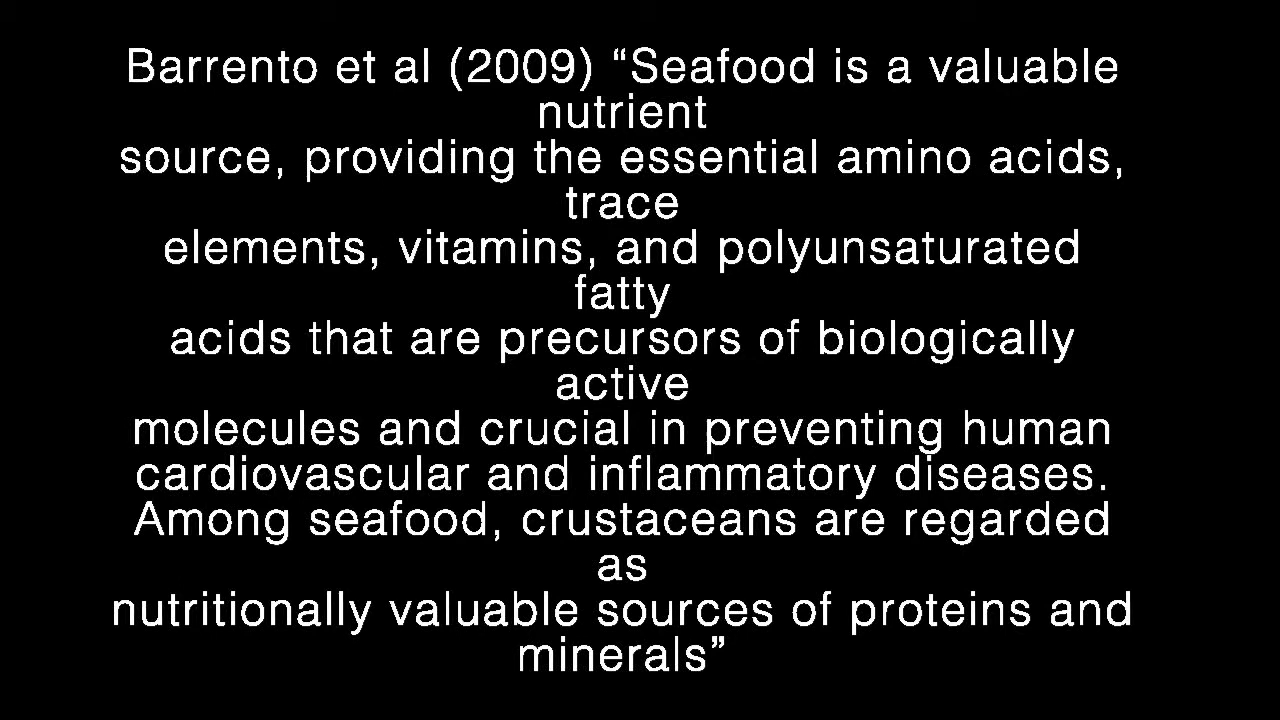 Barrento et al (2009) “Seafood is a valuable
nutrient
source, providing the essential amino acids,
trace
elements, vitamins, and polyunsaturated
fatty
acids that are precursors of biologically
active
molecules and crucial in preventing human
cardiovascular and inflammatory diseases.
Among seafood, crustaceans are regarded
as
nutritionally valuable sources of proteins and
minerals”